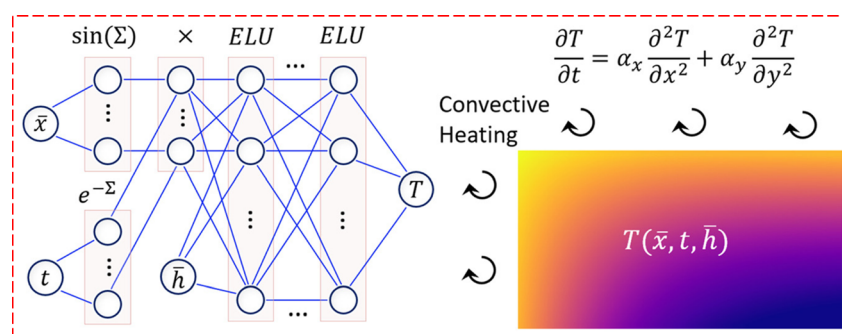 sin(Σ) × ELU ... ELU
∂T/∂t = α_x ∂²T/∂x² + α_y ∂²T/∂y²
Convective
Heating
x̄
T
e^{-Σ}
T(x̄, t, h̄)
t
h̄
...